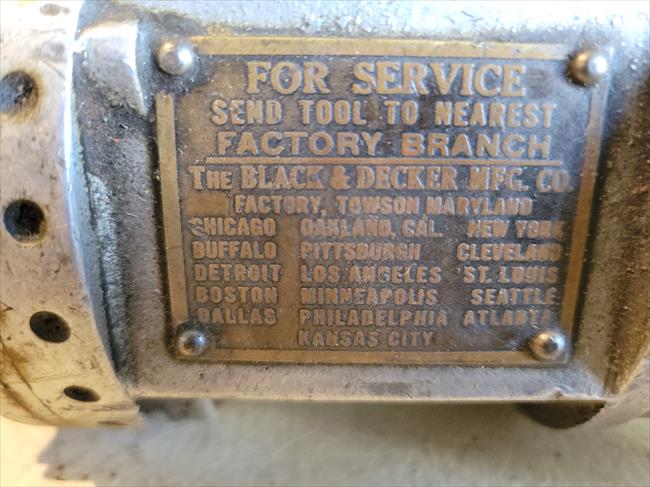 FOR SERVICE
SEND TOOL TO NEAREST
FACTORY BRANCH
THE BLACK & DECKER MFG. CO.
FACTORY, TOWSON MARYLAND
CHICAGO OAKLAND, CAL. NEW YORK
BUFFALO PITTSBURGH CLEVELAND
DETROIT LOS ANGELES ST. LOUIS
BOSTON MINNEAPOLIS SEATTLE
DALLAS PHILADELPHIA ATLANTA
KANSAS CITY